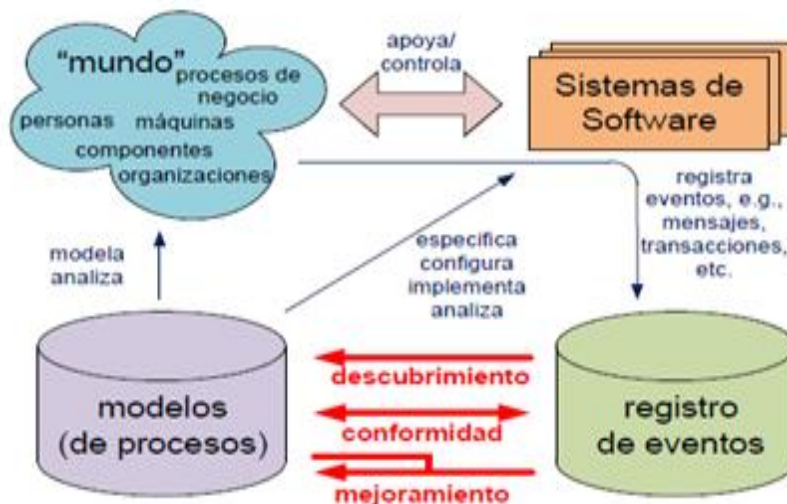 "mundo"
procesos de
negocio
personas máquinas
componentes
organizaciones
apoya/
controla
Sistemas de
Software
registra
eventos, e.g.,
mensajes,
transacciones,
etc.
modela
analiza
especifica
configura
implementa
analiza
modelos
(de procesos)
descubrimiento
conformidad
mejoramiento
registro
de eventos